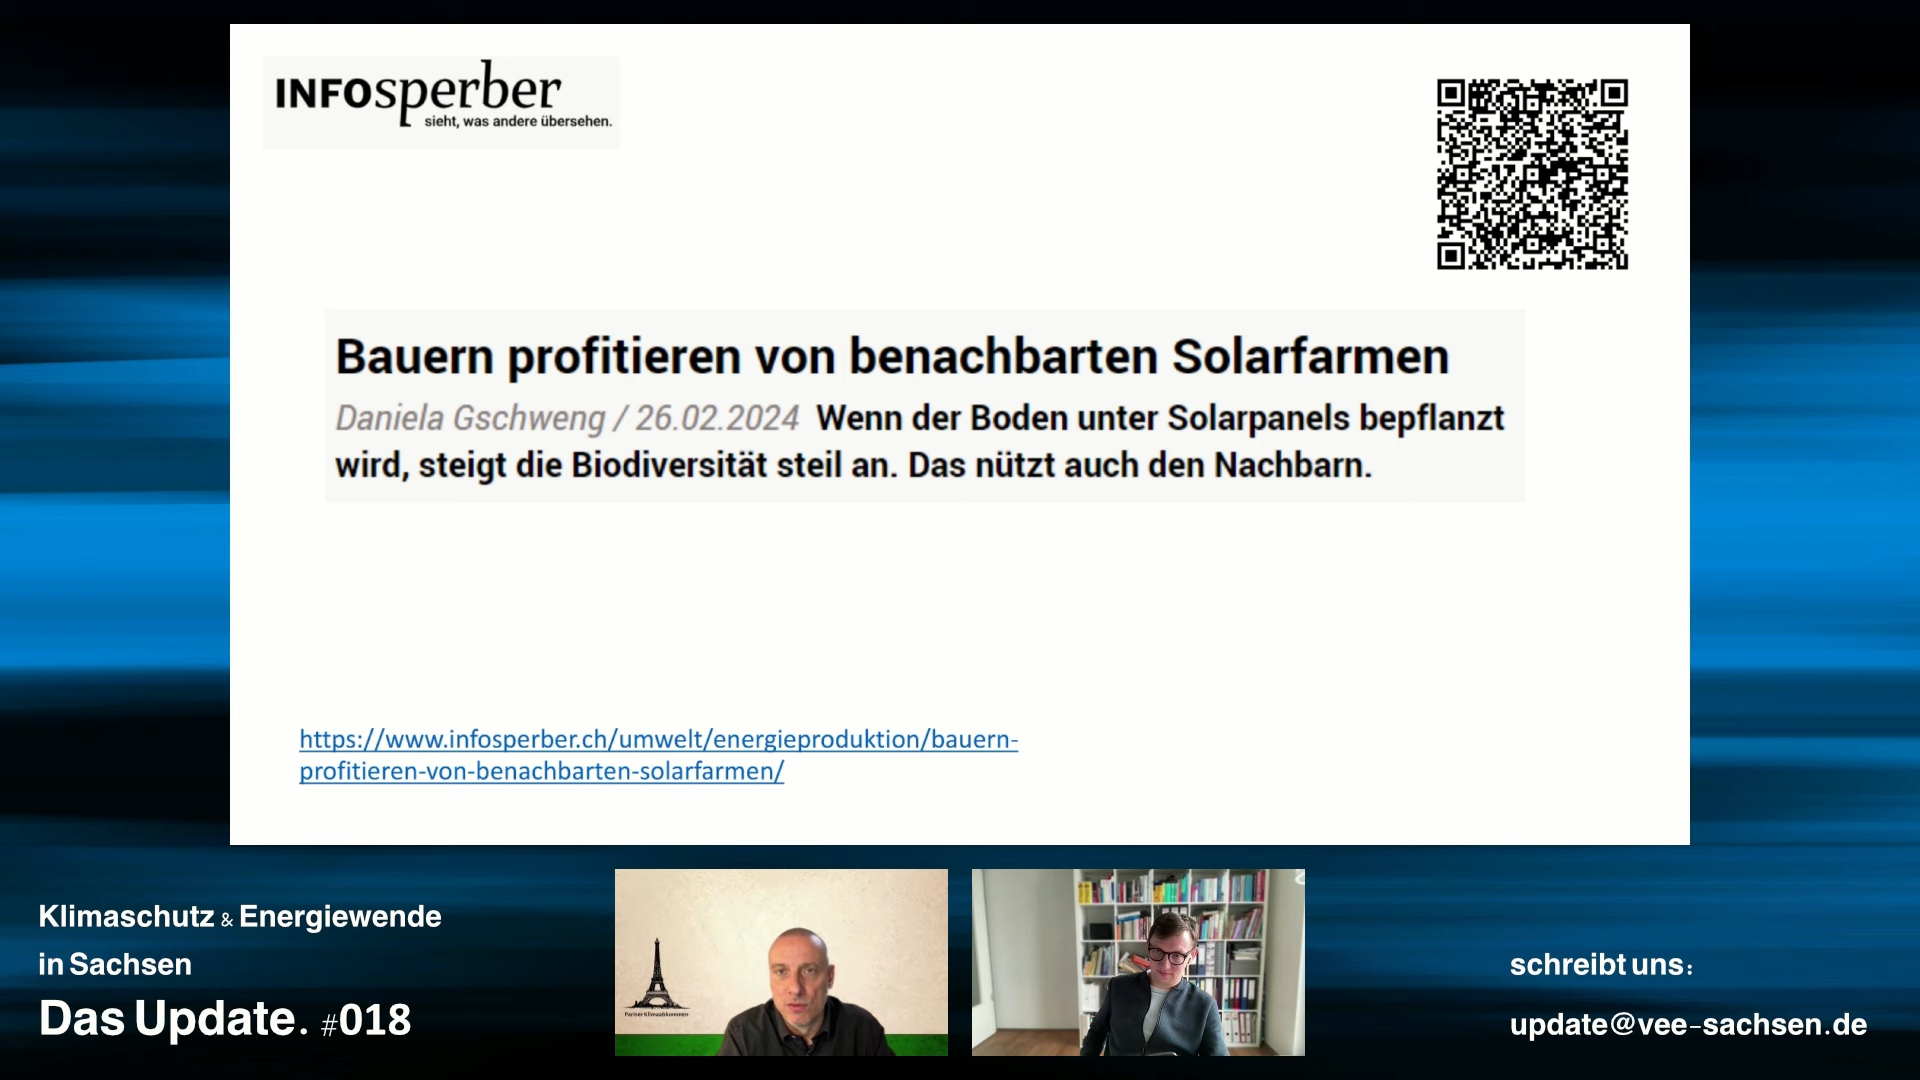 INFOsperber
sieht, was andere übersehen.
Bauern profitieren von benachbarten Solarfarmen
Daniela Gschweng / 26.02.2024 Wenn der Boden unter Solarpanels bepflanzt
wird, steigt die Biodiversität steil an. Das nützt auch den Nachbarn.
https://www.infosperber.ch/umwelt/energieproduktion/bauern-
profitieren-von-benachbarten-solarfarmen/
Klimaschutz & Energiewende
in Sachsen
Das Update. #018
Pariser Klimaabkommen
schreibt uns:
update@vee-sachsen.de